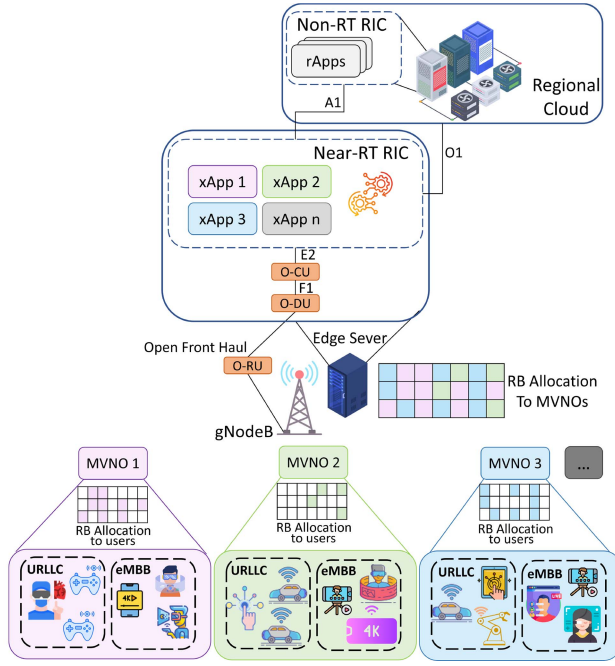 Non-RT RIC
rApps
Regional
Cloud
A1
O1
Near-RT RIC
xApp 1
xApp 2
xApp 3
xApp n
E2
O-CU
F1
O-DU
Open Front Haul
Edge Sever
O-RU
RB Allocation
To MVNOs
gNodeB
MVNO 1
MVNO 2
MVNO 3
...
RB Allocation
to users
RB Allocation
to users
RB Allocation
to users
URLLC
eMBB
4K
URLLC
eMBB
4K
URLLC
eMBB